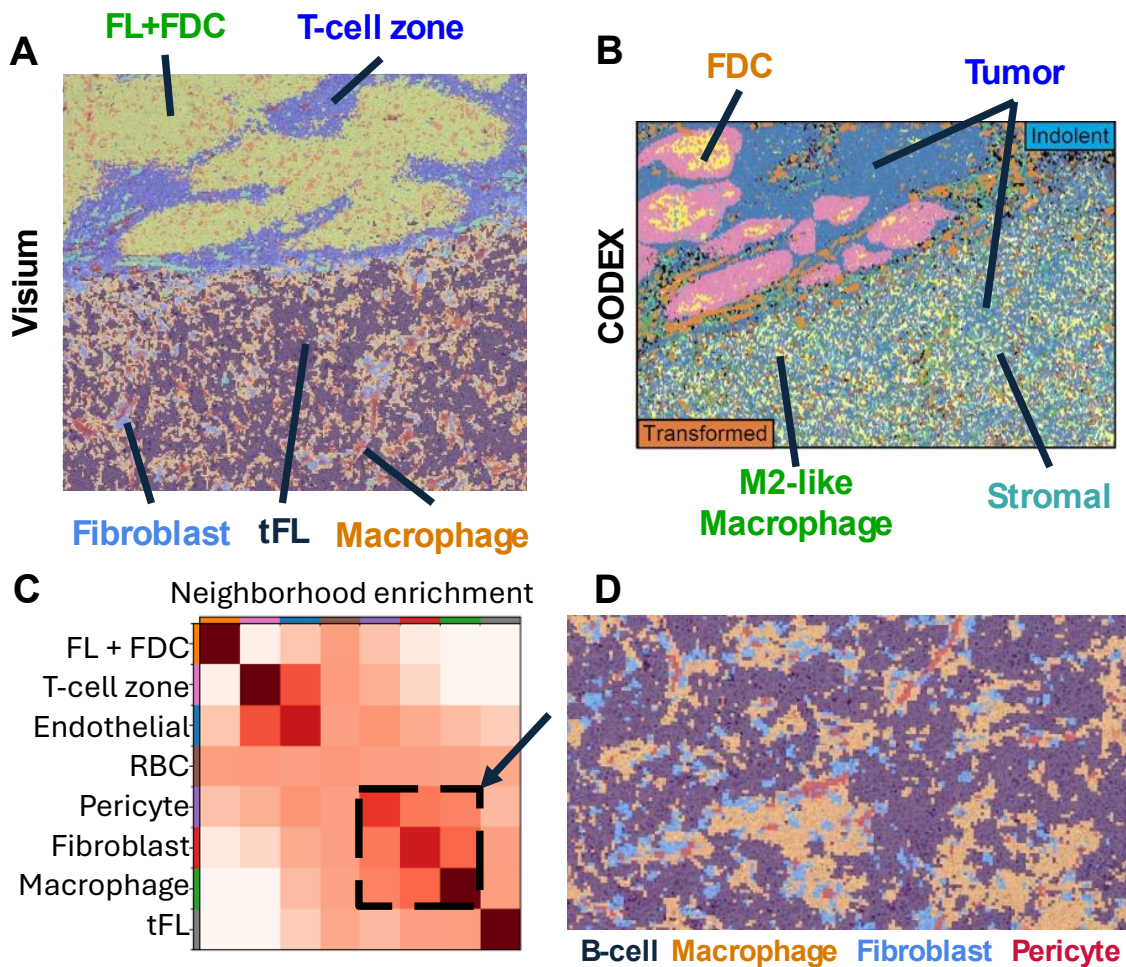 A
FL+FDC
T-cell zone
Visium
Fibroblast
tFL
Macrophage
B
FDC
Tumor
CODEX
Indolent
Transformed
M2-like
Macrophage
Stromal
C
Neighborhood enrichment
FL + FDC
T-cell zone
Endothelial
RBC
Pericyte
Fibroblast
Macrophage
tFL
D
B-cell Macrophage Fibroblast Pericyte